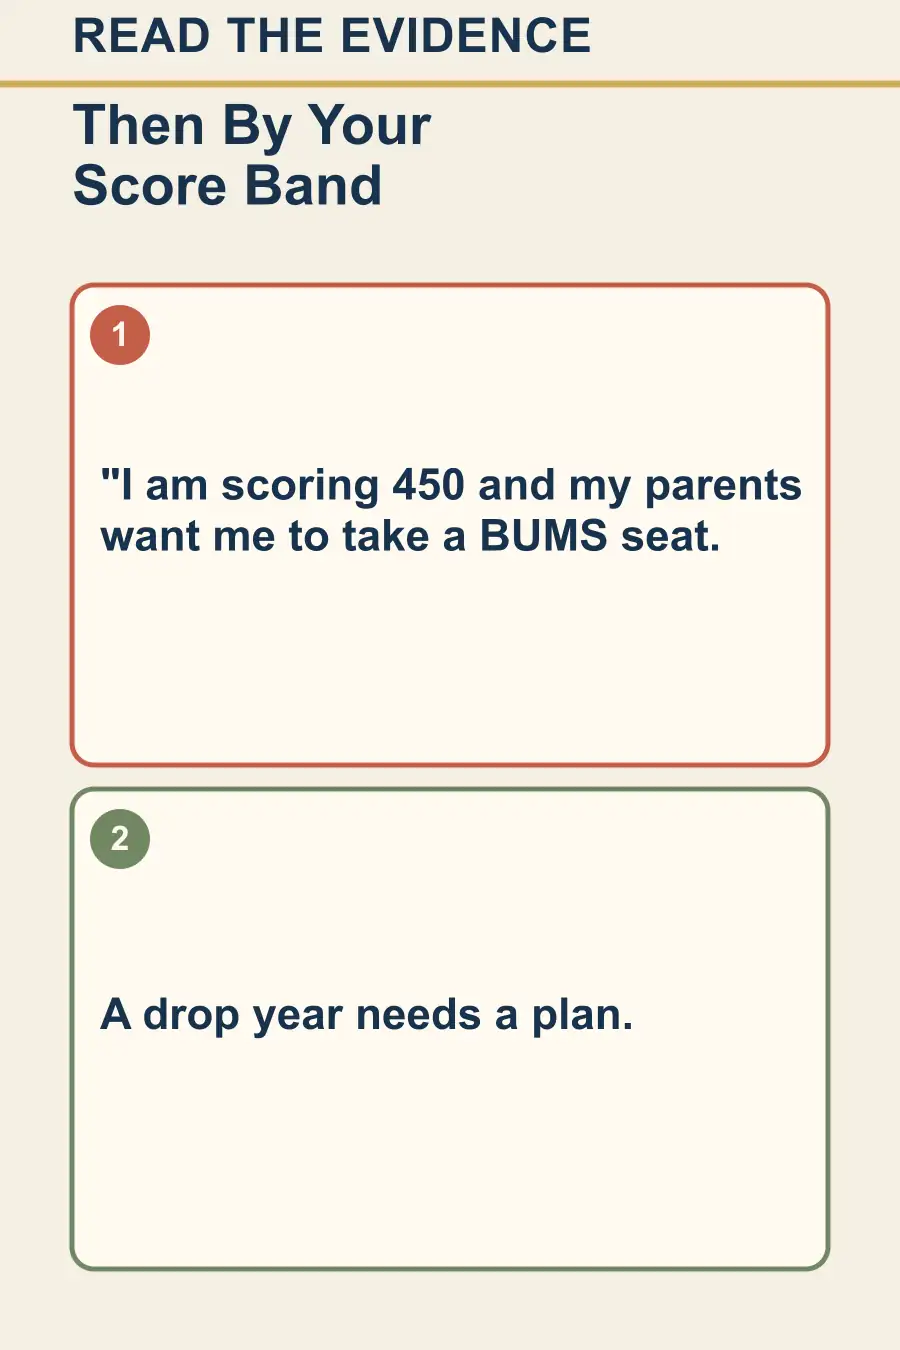 READ THE EVIDENCE
Then By Your
Score Band
1
"I am scoring 450 and my parents
want me to take a BUMS seat.
2
A drop year needs a plan.